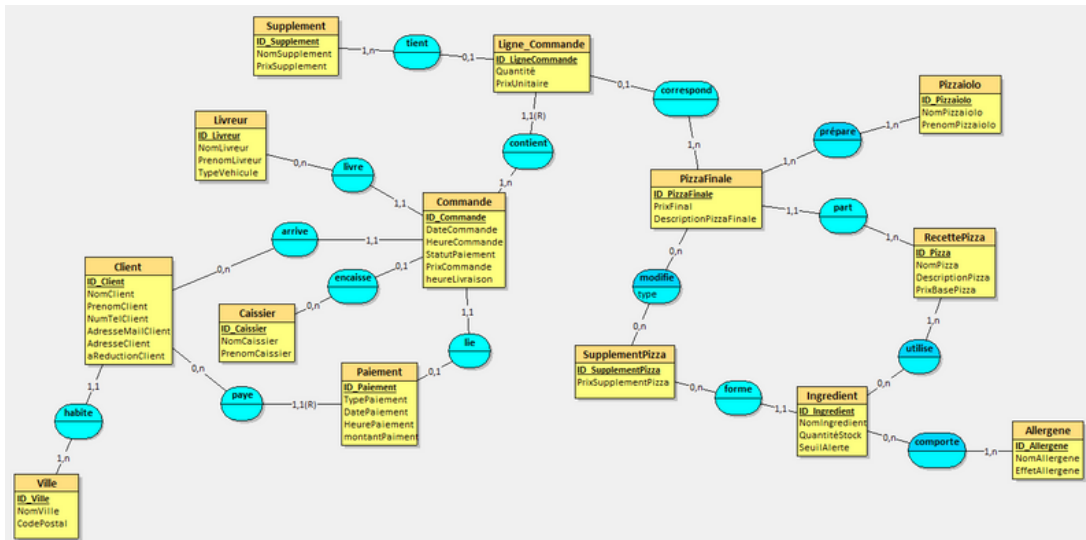 Supplement
ID_Supplement
NomSupplement
PrixSupplement
1,n
tient
0,1
Ligne_Commande
ID_LigneCommande
Quantité
PrixUnitaire
0,1
correspond
1,n
Pizzaiolo
ID_Pizzaiolo
NomPizzaiolo
PrenomPizzaiolo
1,n
prépare
1,n
Livreur
ID_Livreur
NomLivreur
PrenomLivreur
TypeVehicule
0,n
livre
1,1
1,1(R)
contient
1,n
PizzaFinale
ID_PizzaFinale
PrixFinal
DescriptionPizzaFinale
1,1
part
1,n
Commande
ID_Commande
DateCommande
HeureCommande
StatutPaiement
PrixCommande
heureLivraison
arrive
1,1
0,n
RecettePizza
ID_Pizza
NomPizza
DescriptionPizza
PrixBasePizza
Client
ID_Client
NomClient
PrenomClient
NumTelClient
AdresseMailClient
AdresseClient
aReductionClient
encaisse
0,1
0,n
Caissier
ID_Caissier
NomCaissier
PrenomCaissier
0,n
modifie
type
0,n
1,1
lie
0,1
1,n
utilise
0,n
SupplementPizza
ID_SupplementPizza
PrixSupplementPizza
0,n
forme
1,1
Paiement
ID_Paiement
TypePaiement
DatePaiement
HeurePaiement
montantPaiment
0,n
paye
1,1(R)
1,1
habite
1,n
Ingredient
ID_Ingredient
NomIngredient
QuantitéStock
SeuilAlerte
0,n
comporte
1,n
Allergene
ID_Allergene
NomAllergene
EffetAllergene
Ville
ID_Ville
NomVille
CodePostal